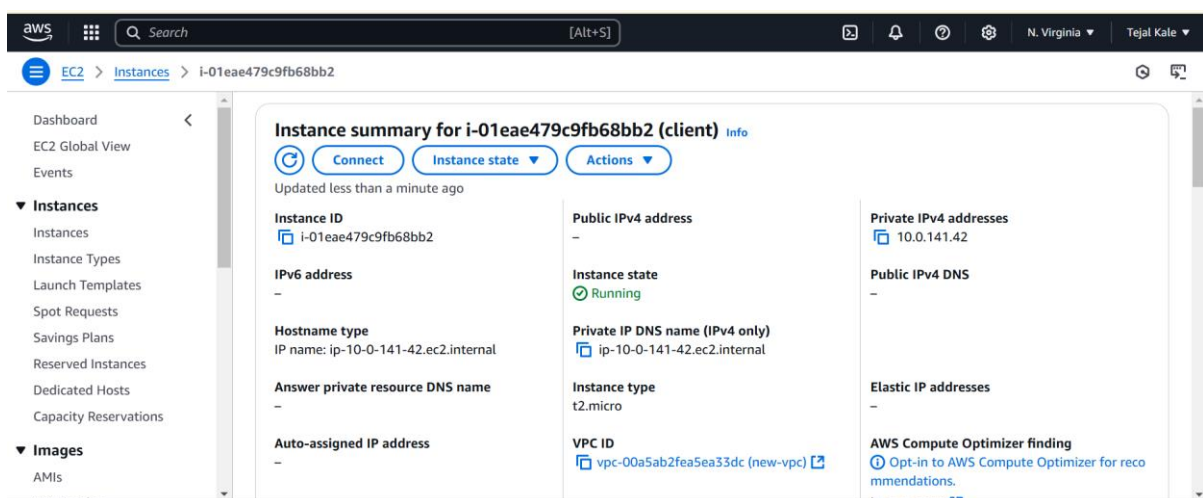 aws
Search
[Alt+S]
N. Virginia
Tejal Kale
EC2 > Instances > i-01eae479c9fb68bb2
Dashboard
EC2 Global View
Events
Instances
Instances
Instance Types
Launch Templates
Spot Requests
Savings Plans
Reserved Instances
Dedicated Hosts
Capacity Reservations
Images
AMIs
Instance summary for i-01eae479c9fb68bb2 (client) Info
Connect
Instance state
Actions
Updated less than a minute ago
Instance ID
i-01eae479c9fb68bb2
Public IPv4 address
–
Private IPv4 addresses
10.0.141.42
IPv6 address
–
Instance state
Running
Public IPv4 DNS
–
Hostname type
IP name: ip-10-0-141-42.ec2.internal
Private IP DNS name (IPv4 only)
ip-10-0-141-42.ec2.internal
Answer private resource DNS name
–
Instance type
t2.micro
Elastic IP addresses
–
Auto-assigned IP address
–
VPC ID
vpc-00a5ab2fea5ea33dc (new-vpc)
AWS Compute Optimizer finding
Opt-in to AWS Compute Optimizer for reco
mmendations.